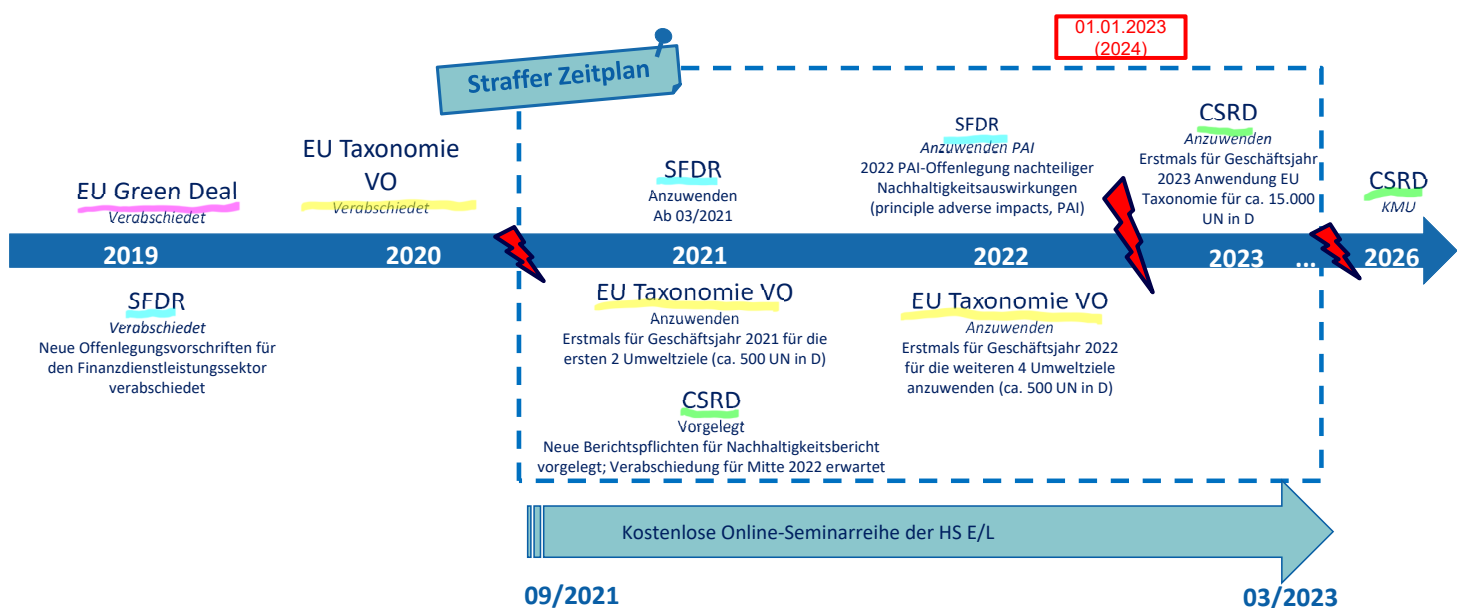 01.01.2023
(2024)
Straffer Zeitplan
EU Green Deal
Verabschiedet
EU Taxonomie
VO
Verabschiedet
SFDR
Anzuwenden
Ab 03/2021
SFDR
Anzuwenden PAI
2022 PAI-Offenlegung nachteiliger
Nachhaltigkeitsauswirkungen
(principle adverse impacts, PAI)
CSRD
Anzuwenden
Erstmals für Geschäftsjahr
2023 Anwendung EU
Taxonomie für ca. 15.000
UN in D
CSRD
KMU
2019
2020
2021
2022
2023
...
2026
SFDR
Verabschiedet
Neue Offenlegungsvorschriften für
den Finanzdienstleistungssektor
verabschiedet
EU Taxonomie VO
Anzuwenden
Erstmals für Geschäftsjahr 2021 für die
ersten 2 Umweltziele (ca. 500 UN in D)
CSRD
Vorgelegt
Neue Berichtspflichten für Nachhaltigkeitsbericht
vorgelegt; Verabschiedung für Mitte 2022 erwartet
EU Taxonomie VO
Anzuwenden
Erstmals für Geschäftsjahr 2022
für die weiteren 4 Umweltziele
anzuwenden (ca. 500 UN in D)
Kostenlose Online-Seminarreihe der HS E/L
09/2021
03/2023